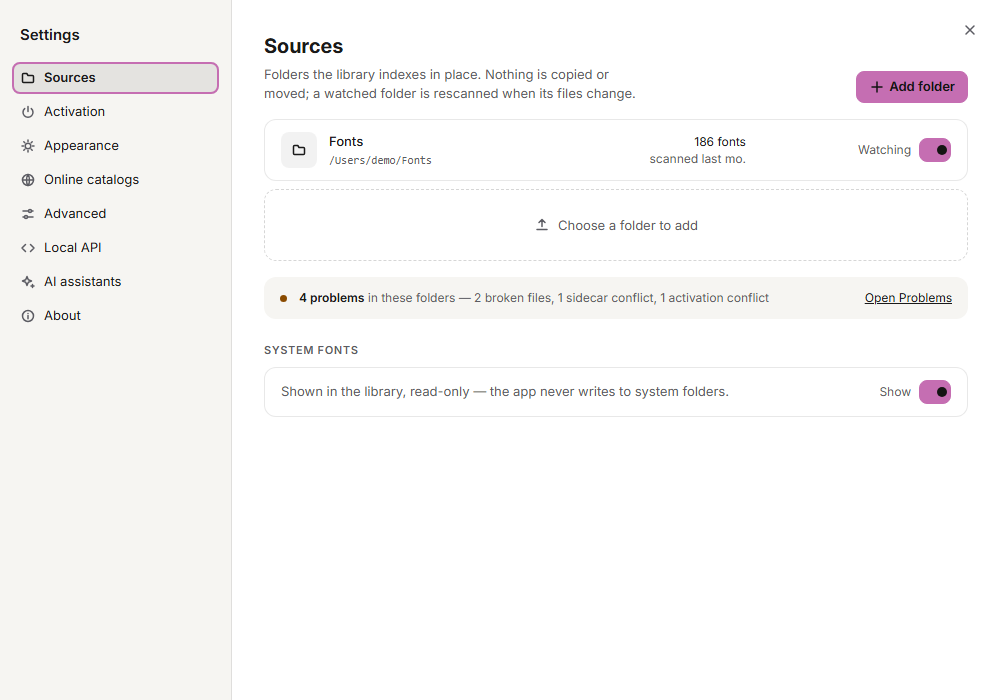 Settings
Sources
Activation
Appearance
Online catalogs
Advanced
Local API
AI assistants
About
Sources
Folders the library indexes in place. Nothing is copied or
moved; a watched folder is rescanned when its files change.
Add folder
Fonts
/Users/demo/Fonts
186 fonts
scanned last mo.
Watching
Choose a folder to add
4 problems in these folders — 2 broken files, 1 sidecar conflict, 1 activation conflict
Open Problems
SYSTEM FONTS
Shown in the library, read-only — the app never writes to system folders.
Show